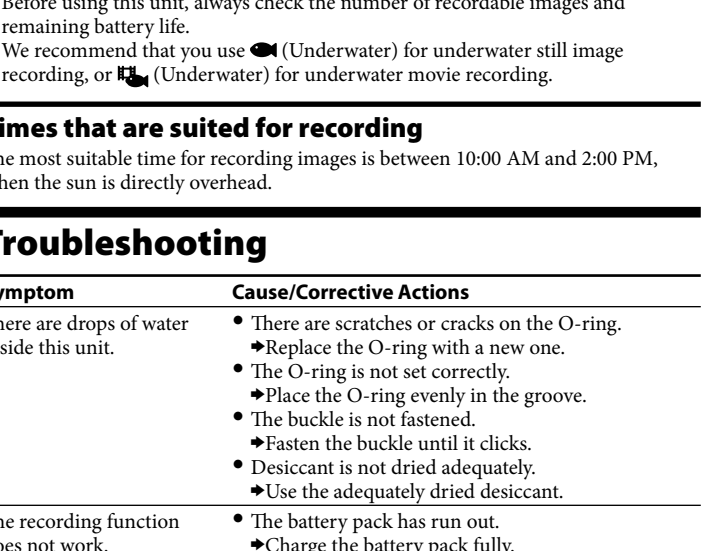 Before using this unit, always check the number of recordable images and
remaining battery life.
We recommend that you use (Underwater) for underwater still image
recording, or (Underwater) for underwater movie recording.
imes that are suited for recording
he most suitable time for recording images is between 10:00 AM and 2:00 PM,
hen the sun is directly overhead.
Troubleshooting
ymptom Cause/Corrective Actions
here are drops of water
side this unit.
• There are scratches or cracks on the O-ring.
➜Replace the O-ring with a new one.
• The O-ring is not set correctly.
➜Place the O-ring evenly in the groove.
• The buckle is not fastened.
➜Fasten the buckle until it clicks.
• Desiccant is not dried adequately.
➜Use the adequately dried desiccant.
he recording function
oes not work.
• The battery pack has run out.
➜Charge the battery pack fully.